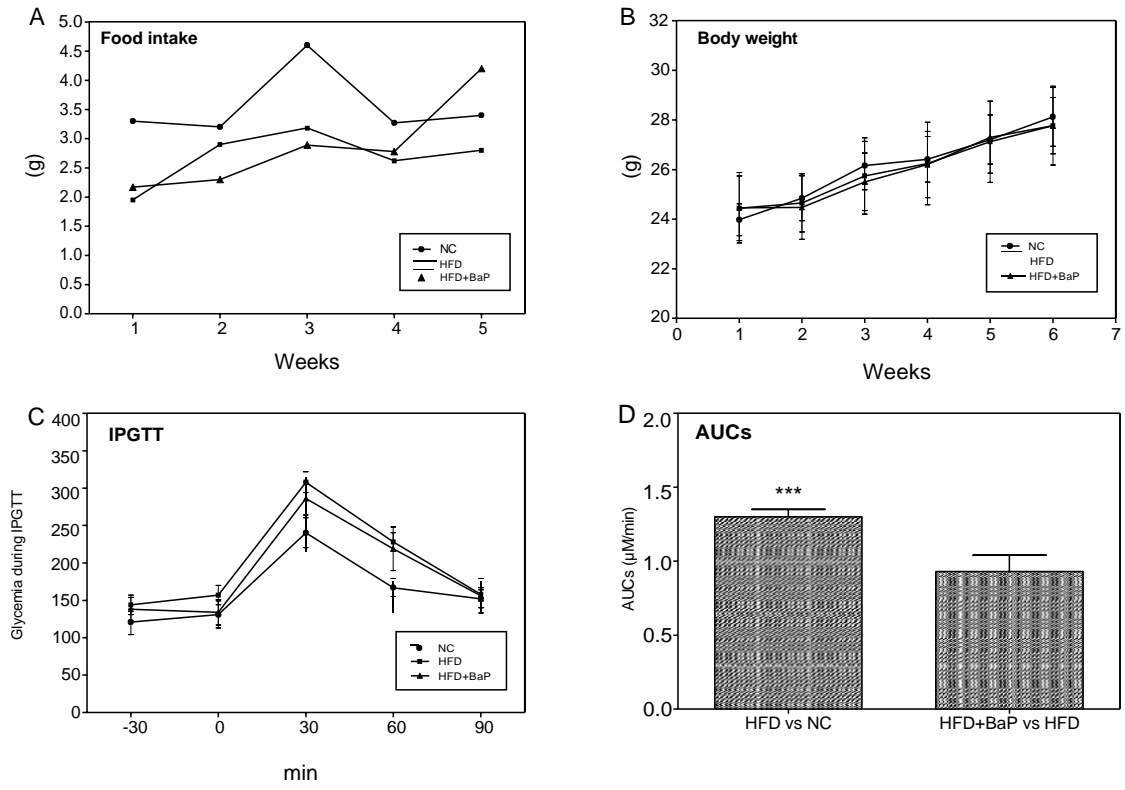 A
Food intake
5.0
4.5
4.0
3.5
3.0
2.5
2.0
1.5
1.0
0.5
0.0
(g)
NC
HFD
HFD+BaP
1 2 3 4 5
Weeks
B
Body weight
32
30
28
26
24
22
20
(g)
NC
HFD
HFD+BaP
0 1 2 3 4 5 6 7
Weeks
C
IPGTT
400
350
300
250
200
150
100
50
0
Glycemia during IPGTT
NC
HFD
HFD+BaP
-30 0 30 60 90
min
D
AUCs
2.0
1.5
1.0
0.5
0.0
AUCs (µM/min)
***
HFD vs NC HFD+BaP vs HFD